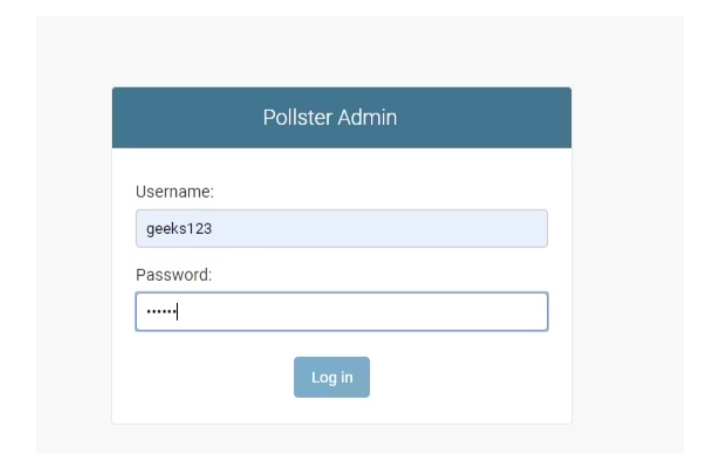 Pollster Admin
Username:
geeks123
Password:
••••••
Log in